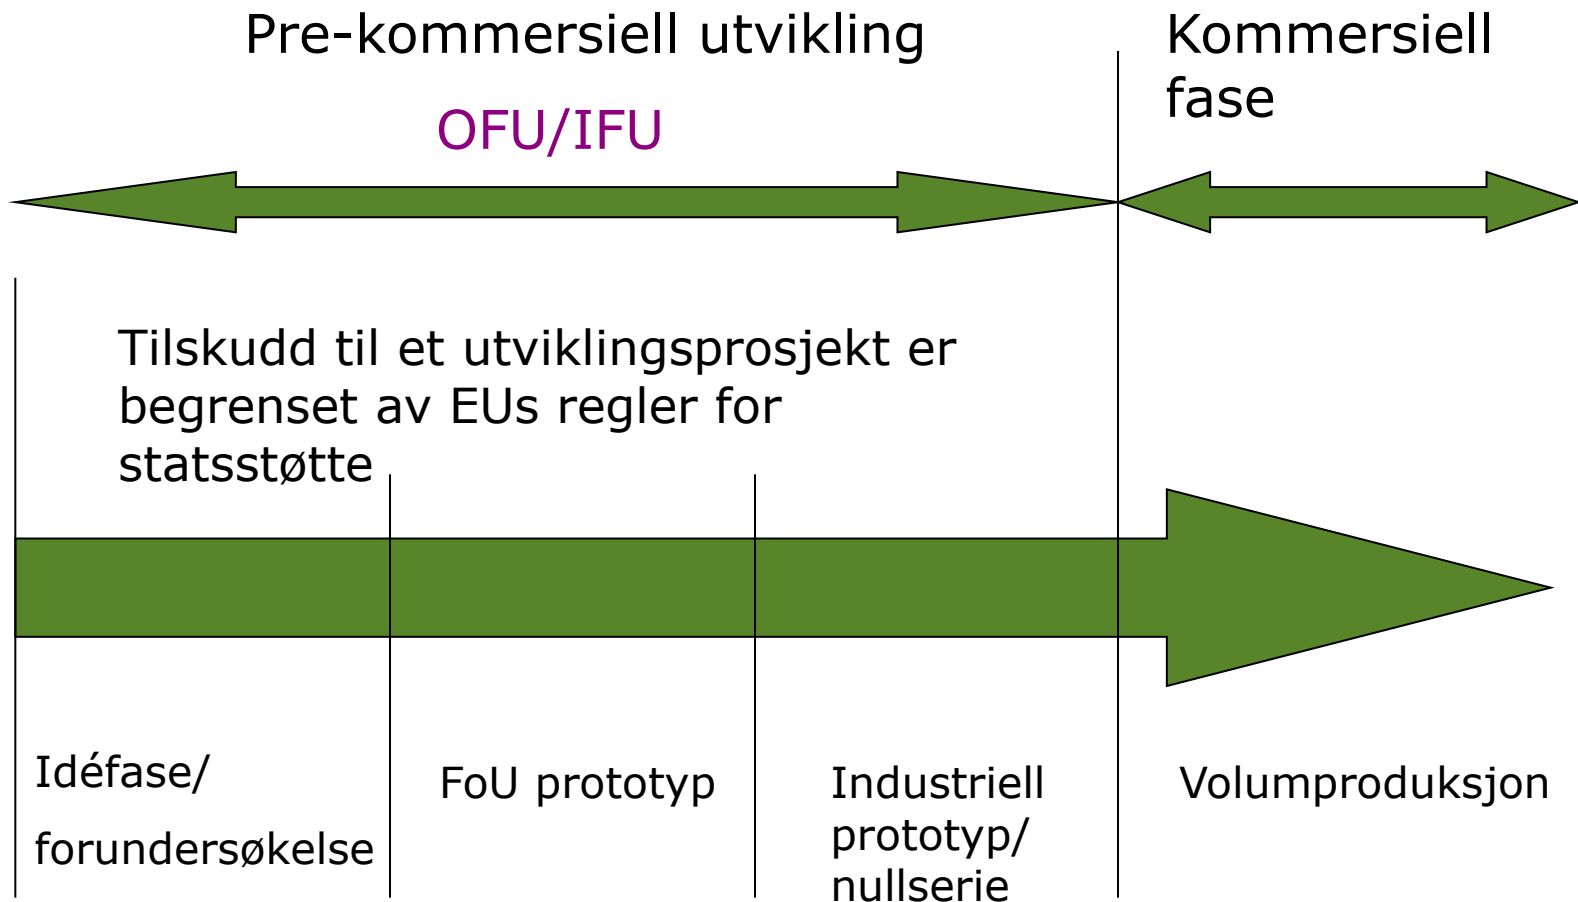 Pre-kommersiell utvikling
Kommersiell
fase
OFU/IFU
Tilskudd til et utviklingsprosjekt er
begrenset av EUs regler for
statsstøtte
Idéfase/
forundersøkelse
FoU prototyp
Industriell
prototyp/
nullserie
Volumproduksjon